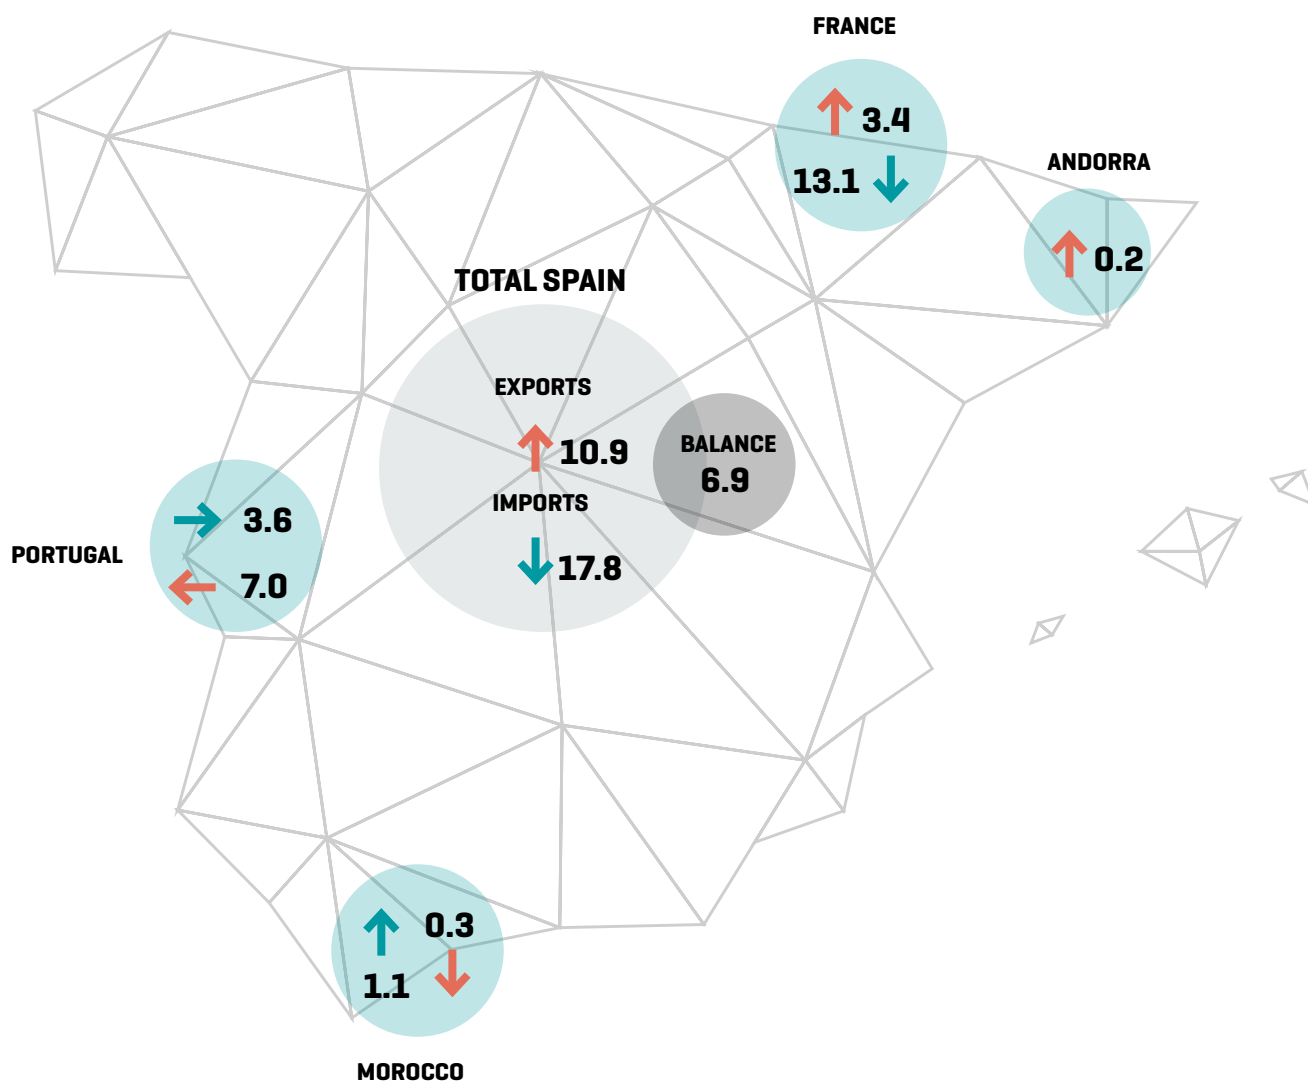 FRANCE
3.4
13.1
ANDORRA
0.2
TOTAL SPAIN
EXPORTS
10.9
IMPORTS
17.8
BALANCE
6.9
PORTUGAL
3.6
7.0
0.3
1.1
MOROCCO